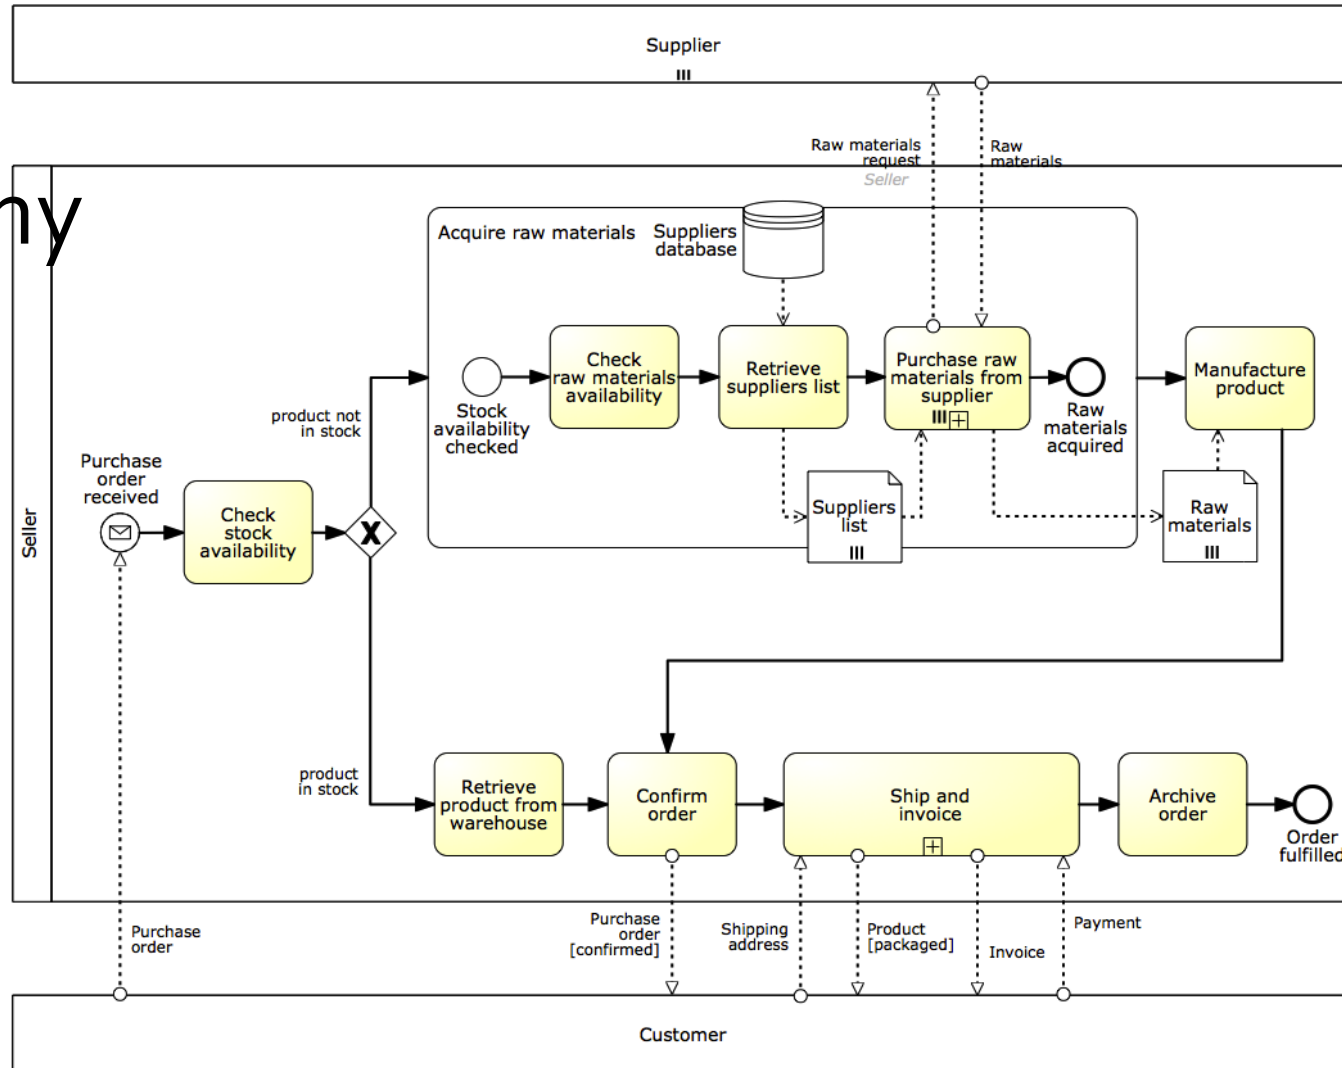 Supplier
Raw materials
request
Seller
Raw
materials
ny
Acquire raw materials
Suppliers
database
Check
raw materials
availability
Retrieve
suppliers list
Purchase raw
materials from
supplier
Manufacture
product
Stock
availability
checked
Raw
materials
acquired
product not
in stock
Purchase
order
received
Check
stock
availability
X
Suppliers
list
Raw
materials
Seller
product
in stock
Retrieve
product from
warehouse
Confirm
order
Ship and
invoice
Archive
order
Order
fulfilled
Purchase
order
Purchase
order
[confirmed]
Shipping
address
Product
[packaged]
Invoice
Payment
Customer